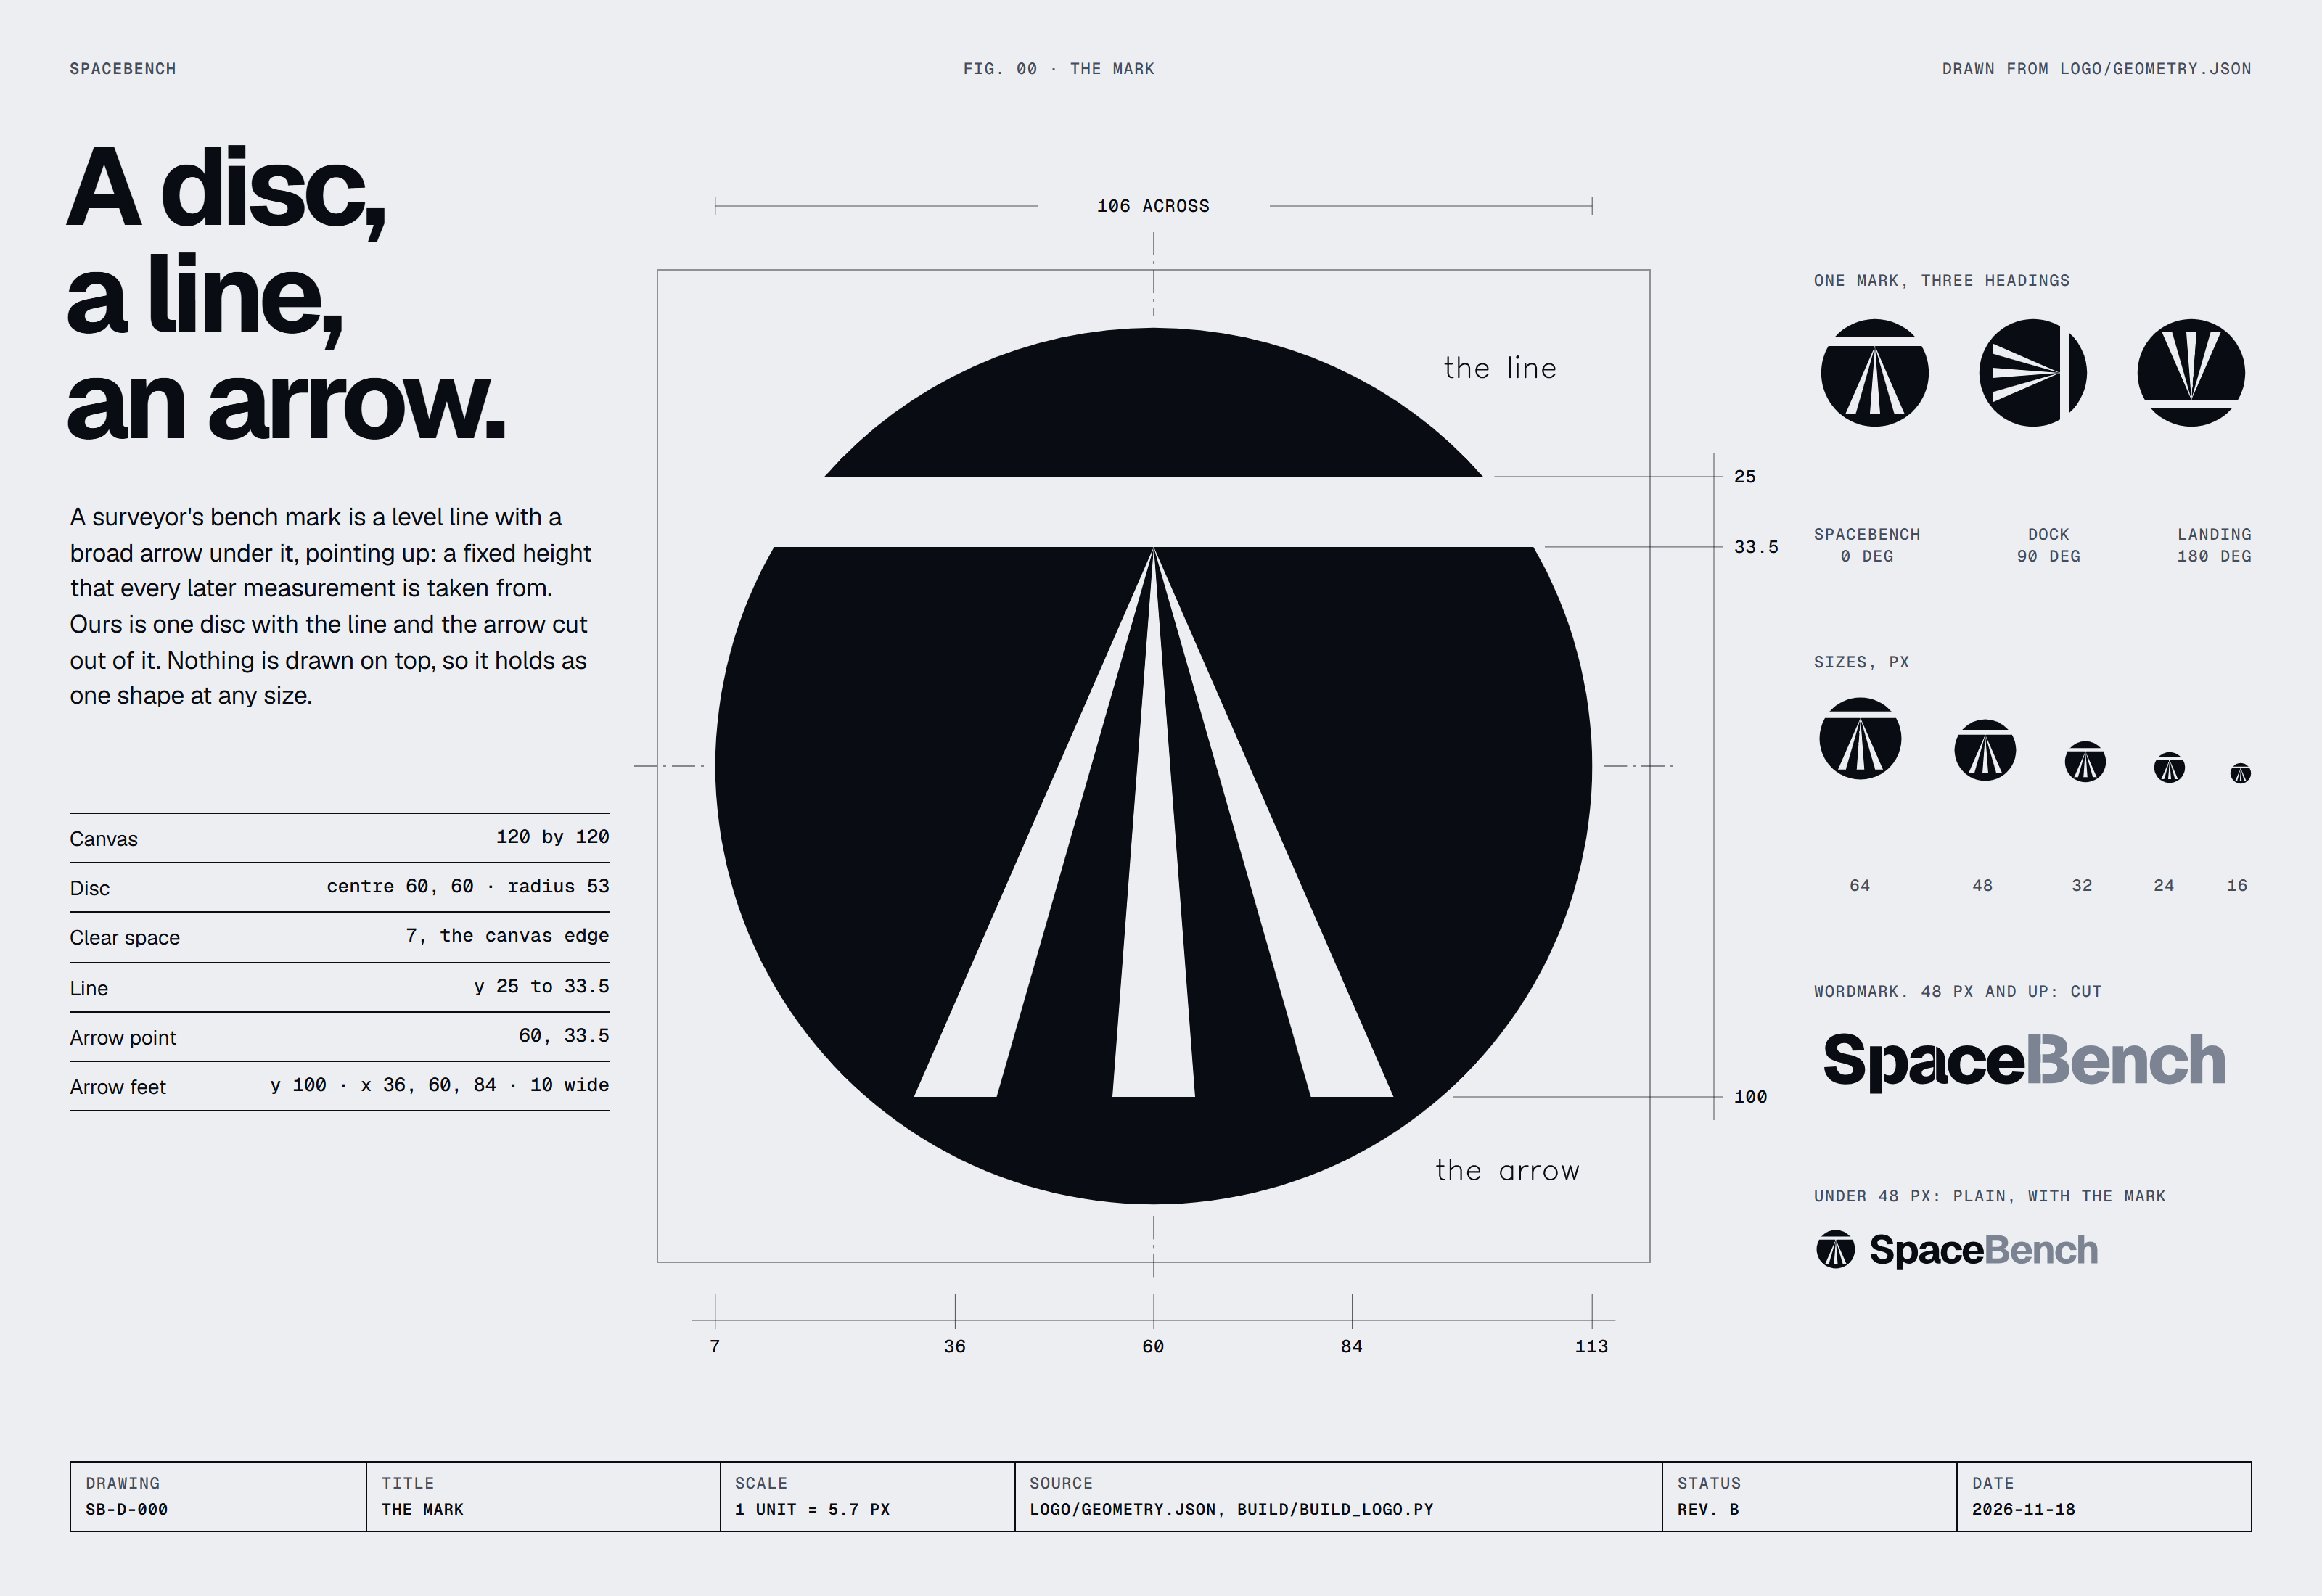 SPACEBENCH
FIG. 00 · THE MARK
DRAWN FROM LOGO/GEOMETRY.JSON
A disc,
a line,
an arrow.
A surveyor's bench mark is a level line with a
broad arrow under it, pointing up: a fixed height
that every later measurement is taken from.
Ours is one disc with the line and the arrow cut
out of it. Nothing is drawn on top, so it holds as
one shape at any size.
Canvas 120 by 120
Disc centre 60, 60 · radius 53
Clear space 7, the canvas edge
Line y 25 to 33.5
Arrow point 60, 33.5
Arrow feet y 100 · x 36, 60, 84 · 10 wide
106 ACROSS
the line
25
33.5
100
the arrow
7 36 60 84 113
ONE MARK, THREE HEADINGS
SPACEBENCH DOCK LANDING
0 DEG 90 DEG 180 DEG
SIZES, PX
64 48 32 24 16
WORDMARK. 48 PX AND UP: CUT
SpaceBench
UNDER 48 PX: PLAIN, WITH THE MARK
SpaceBench
DRAWING TITLE SCALE SOURCE STATUS DATE
SB-D-000 THE MARK 1 UNIT = 5.7 PX LOGO/GEOMETRY.JSON, BUILD/BUILD_LOGO.PY REV. B 2026-11-18